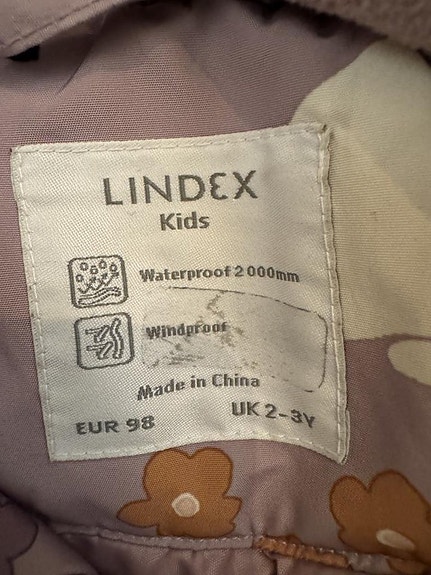 LINDEX
Kids
Waterproof 2 000mm
Windproof
Made in China
EUR 98 UK 2-3Y